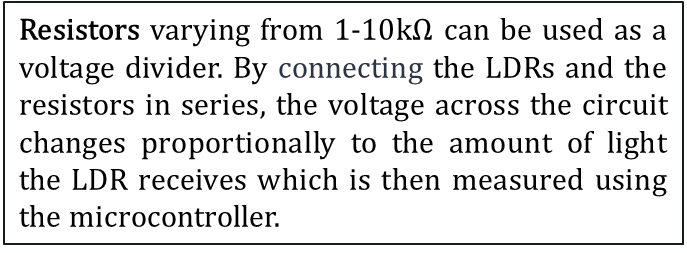 Resistors varying from 1-10kΩ can be used as a
voltage divider. By connecting the LDRs and the
resistors in series, the voltage across the circuit
changes proportionally to the amount of light
the LDR receives which is then measured using
the microcontroller.